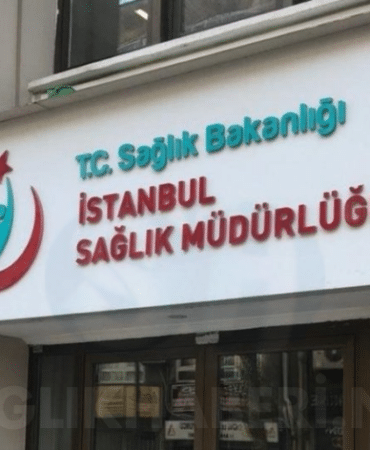 T.C. Sağlık Bakanlığı
İSTANBUL
SAĞLIK MÜDÜRLÜĞ